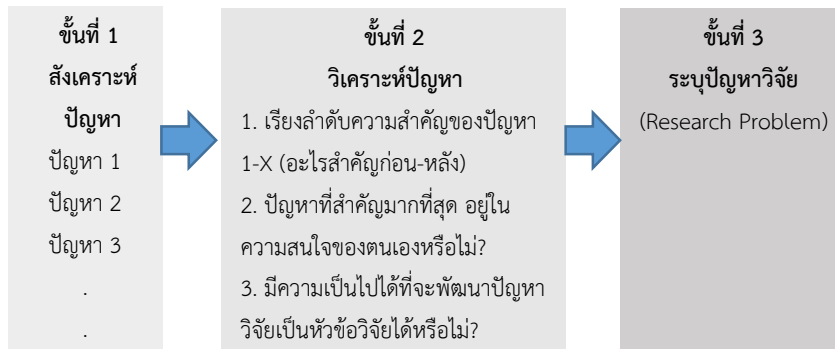 ขั้นที่ 1
สังเคราะห์
ปัญหา
ปัญหา 1
ปัญหา 2
ปัญหา 3
.
.
ขั้นที่ 2
วิเคราะห์ปัญหา
1. เรียงลำดับความสำคัญของปัญหา
1-X (อะไรสำคัญก่อน-หลัง)
2. ปัญหาที่สำคัญมากที่สุด อยู่ใน
ความสนใจของตนเองหรือไม่?
3. มีความเป็นไปได้ที่จะพัฒนาปัญหา
วิจัยเป็นหัวข้อวิจัยได้หรือไม่?
ขั้นที่ 3
ระบุปัญหาวิจัย
(Research Problem)